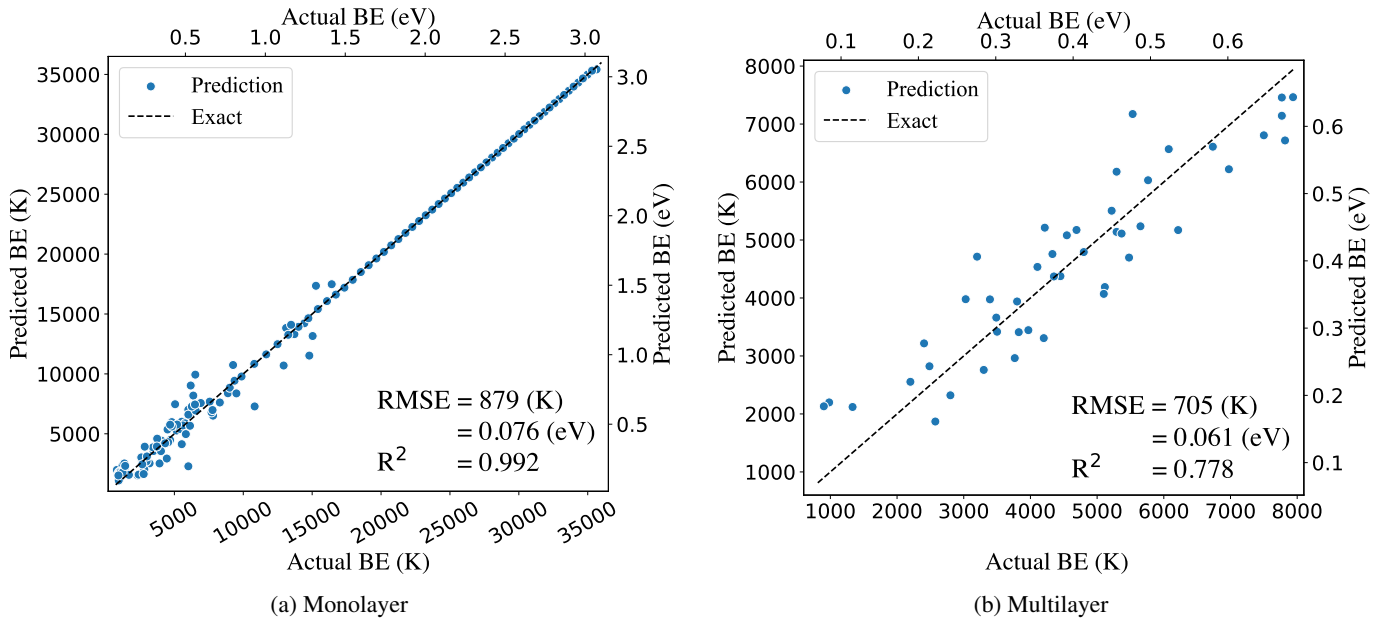 Actual BE (eV)
0.5 1.0 1.5 2.0 2.5 3.0
35000
30000
25000
20000
15000
10000
5000
Predicted BE (K)
Prediction
Exact
3.0
2.5
2.0
1.5
1.0
0.5
Predicted BE (eV)
RMSE = 879 (K)
= 0.076 (eV)
R² = 0.992
5000 10000 15000 20000 25000 30000 35000
Actual BE (K)
(a) Monolayer
Actual BE (eV)
0.1 0.2 0.3 0.4 0.5 0.6
8000
7000
6000
5000
4000
3000
2000
1000
Predicted BE (K)
Prediction
Exact
0.6
0.5
0.4
0.3
0.2
0.1
Predicted BE (eV)
RMSE = 705 (K)
= 0.061 (eV)
R² = 0.778
1000 2000 3000 4000 5000 6000 7000 8000
Actual BE (K)
(b) Multilayer